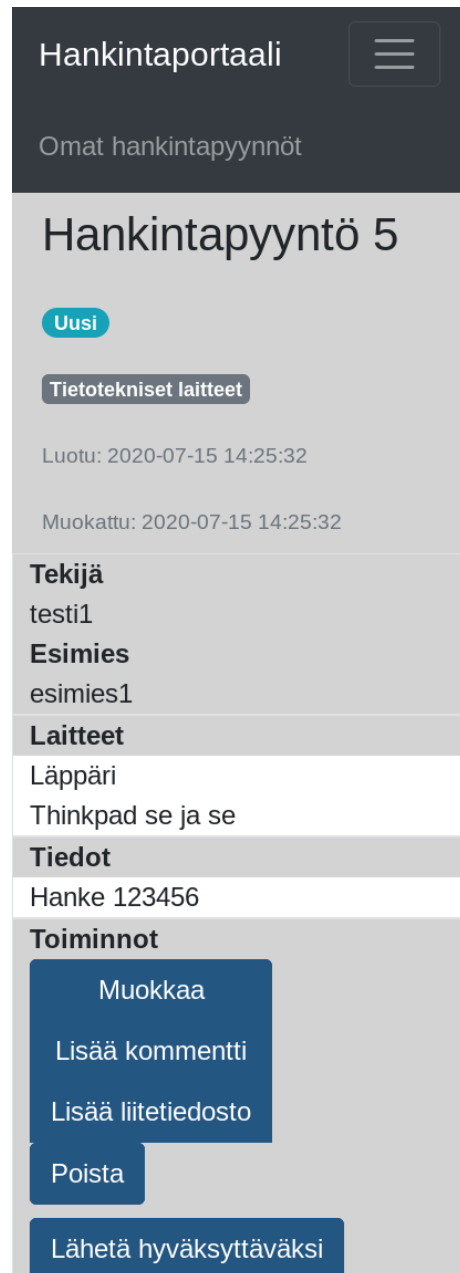 Hankintaportaali
Omat hankintapyynnöt
Hankintapyyntö 5
Uusi
Tietotekniset laitteet
Luotu: 2020-07-15 14:25:32
Muokattu: 2020-07-15 14:25:32
Tekijä
testi1
Esimies
esimies1
Laitteet
Läppäri
Thinkpad se ja se
Tiedot
Hanke 123456
Toiminnot
Muokkaa
Lisää kommentti
Lisää liitetiedosto
Poista
Lähetä hyväksyttäväksi